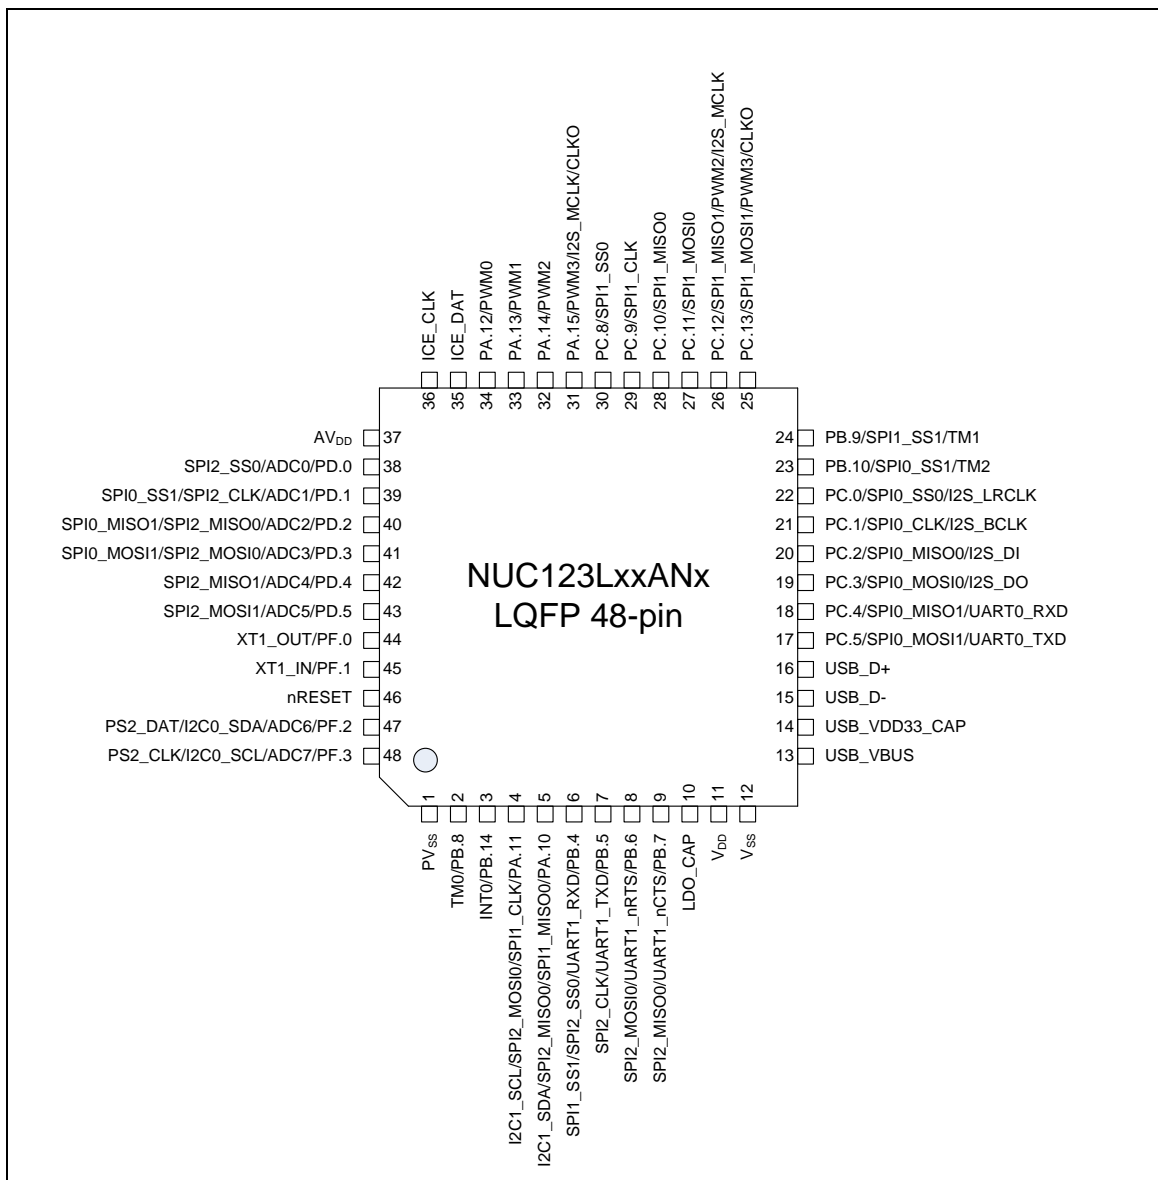 ICE_CLK
ICE_DAT
PA.12/PWM0
PA.13/PWM1
PA.14/PWM2
PA.15/PWM3/I2S_MCLK/CLKO
PC.8/SPI1_SS0
PC.9/SPI1_CLK
PC.10/SPI1_MISO0
PC.11/SPI1_MOSI0
PC.12/SPI1_MISO1/PWM2/I2S_MCLK
PC.13/SPI1_MOSI1/PWM3/CLKO
36
35
34
33
32
31
30
29
28
27
26
25
AVDD 37
SPI2_SS0/ADC0/PD.0 38
SPI0_SS1/SPI2_CLK/ADC1/PD.1 39
SPI0_MISO1/SPI2_MISO0/ADC2/PD.2 40
SPI0_MOSI1/SPI2_MOSI0/ADC3/PD.3 41
SPI2_MISO1/ADC4/PD.4 42
SPI2_MOSI1/ADC5/PD.5 43
XT1_OUT/PF.0 44
XT1_IN/PF.1 45
nRESET 46
PS2_DAT/I2C0_SDA/ADC6/PF.2 47
PS2_CLK/I2C0_SCL/ADC7/PF.3 48
NUC123LxxANx
LQFP 48-pin
24 PB.9/SPI1_SS1/TM1
23 PB.10/SPI0_SS1/TM2
22 PC.0/SPI0_SS0/I2S_LRCLK
21 PC.1/SPI0_CLK/I2S_BCLK
20 PC.2/SPI0_MISO0/I2S_DI
19 PC.3/SPI0_MOSI0/I2S_DO
18 PC.4/SPI0_MISO1/UART0_RXD
17 PC.5/SPI0_MOSI1/UART0_TXD
16 USB_D+
15 USB_D-
14 USB_VDD33_CAP
13 USB_VBUS
1
2
3
4
5
6
7
8
9
10
11
12
PVSS
TM0/PB.8
INT0/PB.14
I2C1_SCL/SPI2_MOSI0/SPI1_CLK/PA.11
I2C1_SDA/SPI2_MISO0/SPI1_MISO0/PA.10
SPI1_SS1/SPI2_SS0/UART1_RXD/PB.4
SPI2_CLK/UART1_TXD/PB.5
SPI2_MOSI0/UART1_nRTS/PB.6
SPI2_MISO0/UART1_nCTS/PB.7
LDO_CAP
VDD
VSS